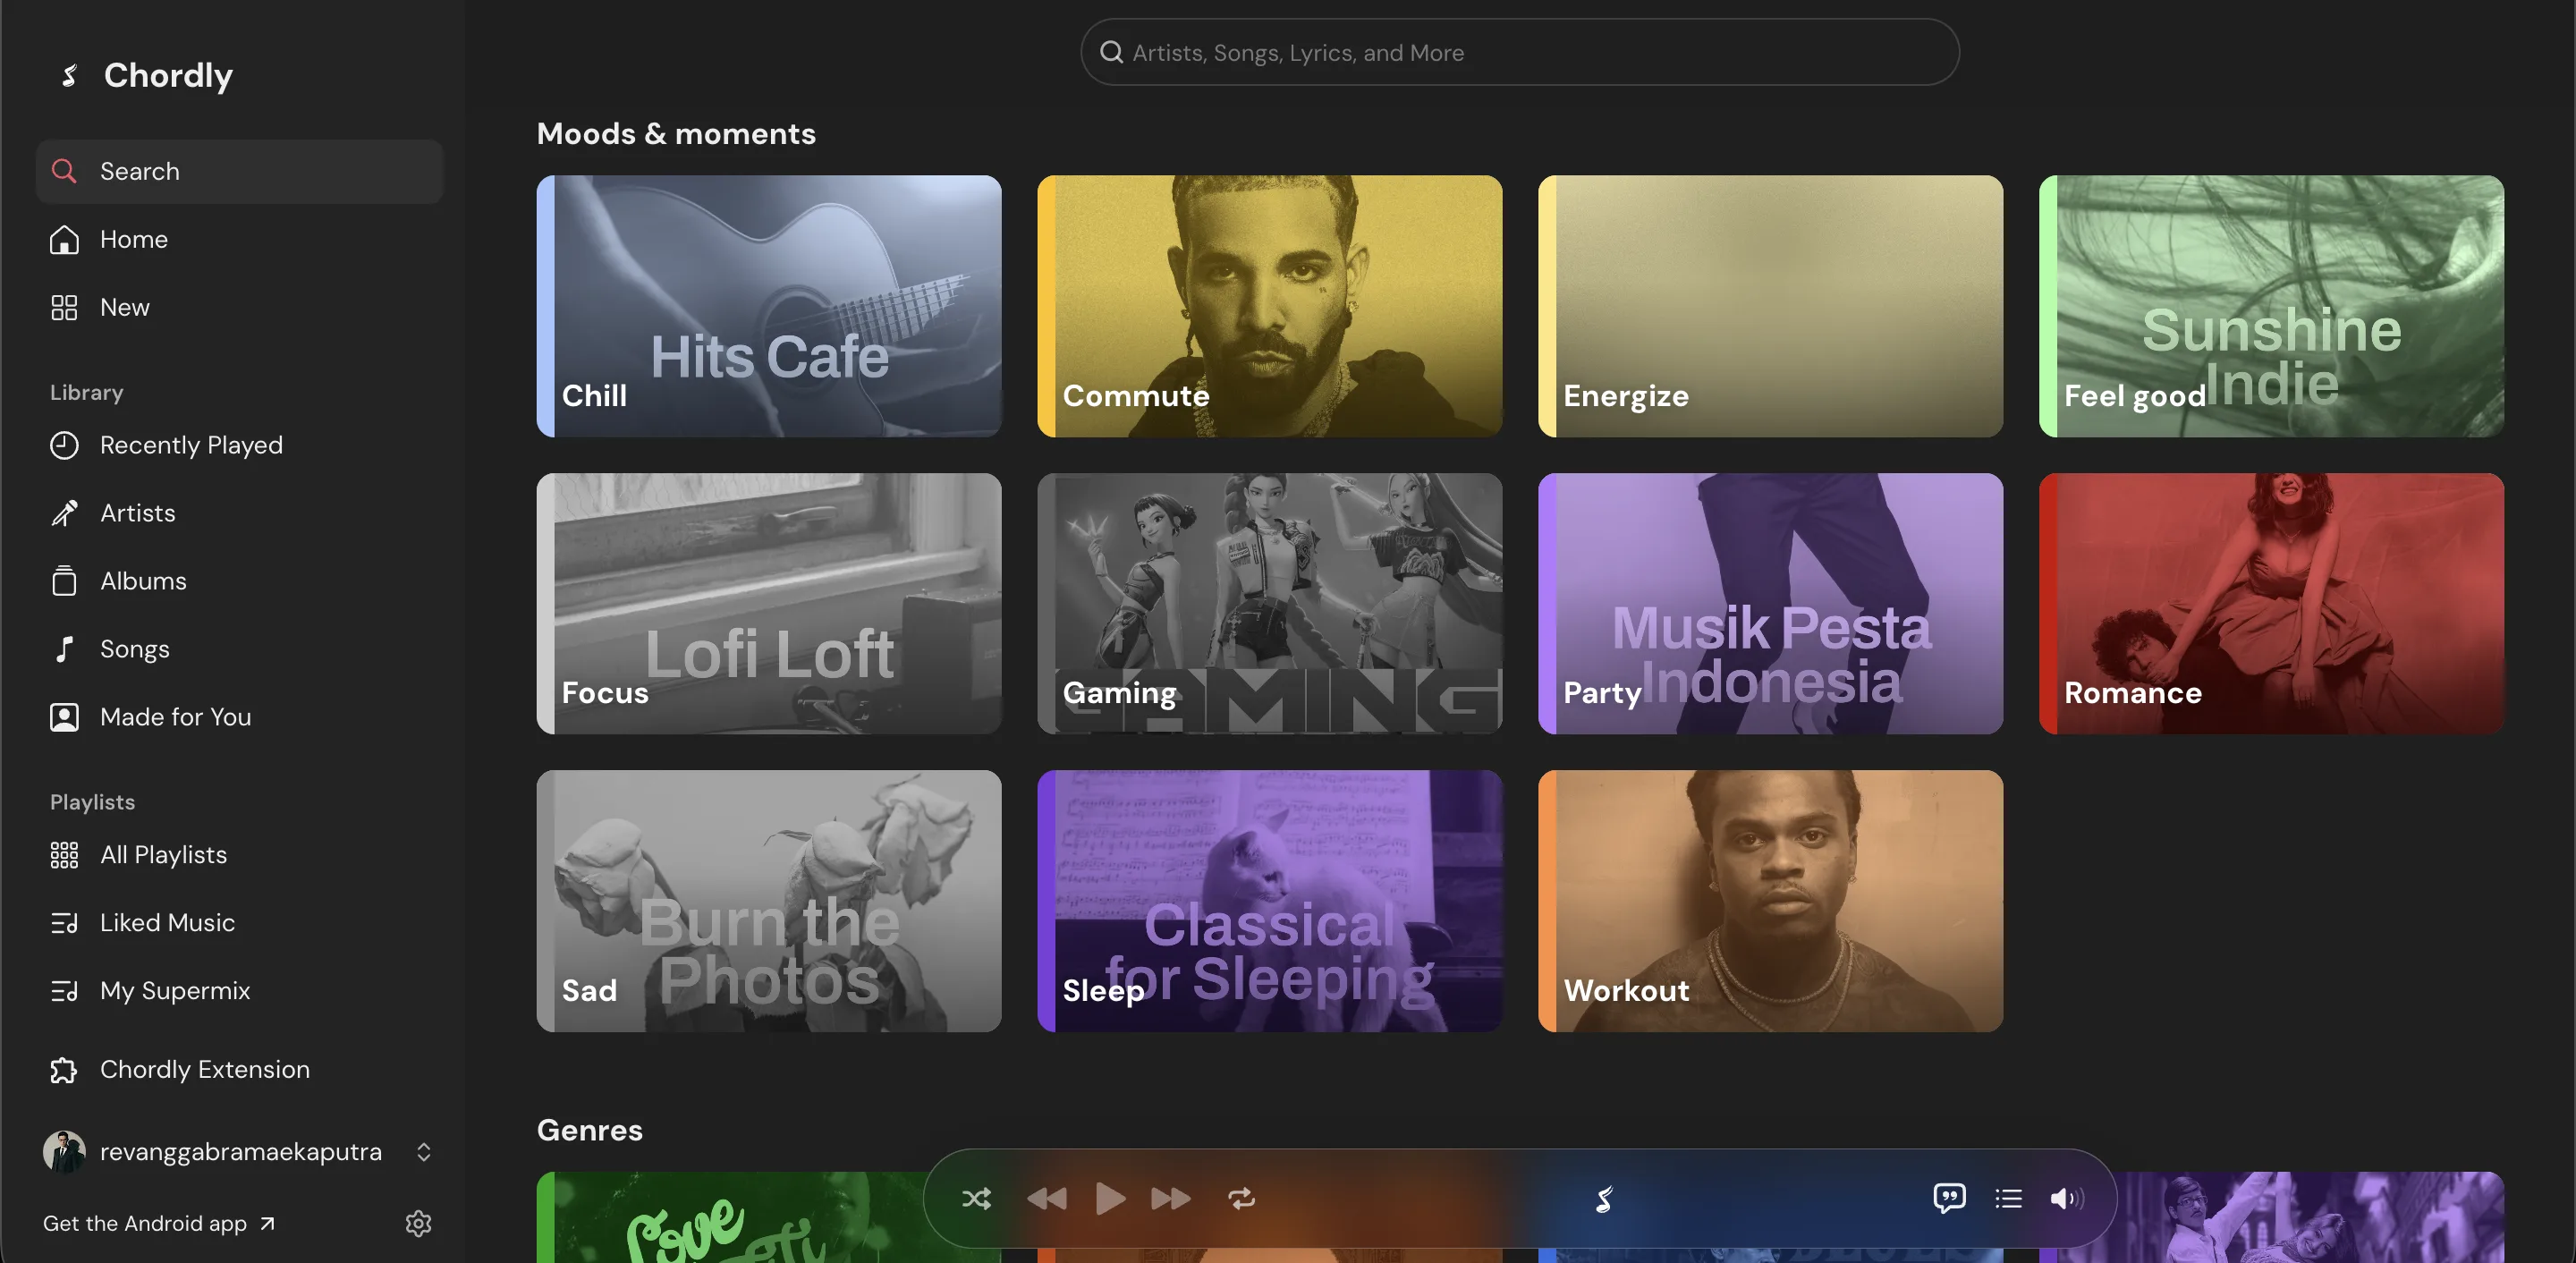 Chordly
Search
Home
New
Library
Recently Played
Artists
Albums
Songs
Made for You
Playlists
All Playlists
Liked Music
My Supermix
Chordly Extension
revanggabramaekaputra
Get the Android app
Artists, Songs, Lyrics, and More
Moods & moments
Hits Cafe
Chill
Commute
Energize
Sunshine
Indie
Feel good
Lofi Loft
Focus
GAMING
Gaming
Musik Pesta
Indonesia
Party
Romance
Burn the
Photos
Sad
Classical
for Sleeping
Sleep
Workout
Genres
Love